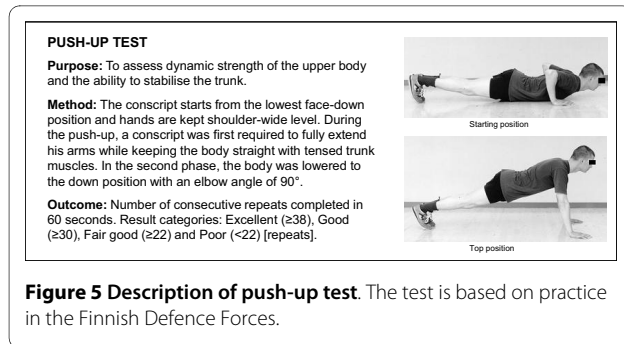 PUSH-UP TEST
Purpose: To assess dynamic strength of the upper body
and the ability to stabilise the trunk.
Method: The conscript starts from the lowest face-down
position and hands are kept shoulder-wide level. During
the push-up, a conscript was first required to fully extend
his arms while keeping the body straight with tensed trunk
muscles. In the second phase, the body was lowered to
the down position with an elbow angle of 90°.
Outcome: Number of consecutive repeats completed in
60 seconds. Result categories: Excellent (≥38), Good
(≥30), Fair good (≥22) and Poor (<22) [repeats].
Starting position
Top position
Figure 5 Description of push-up test. The test is based on practice
in the Finnish Defence Forces.